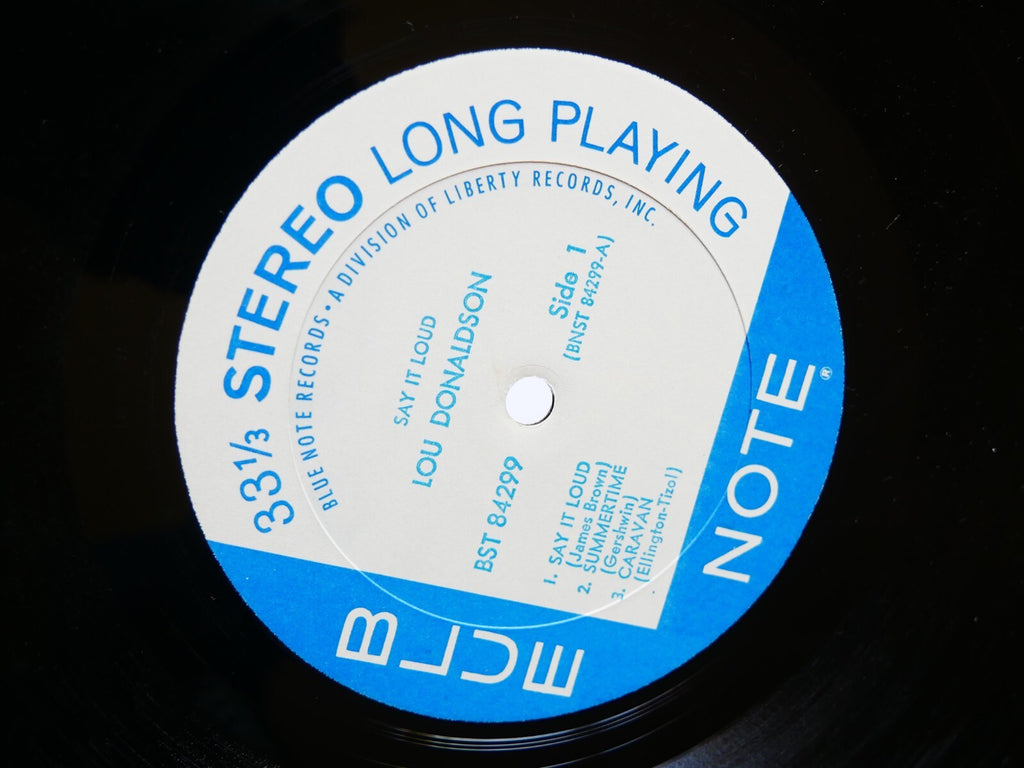 33⅓ STEREO LONG PLAYING
BLUE NOTE RECORDS • A DIVISION OF LIBERTY RECORDS, INC.
SAY IT LOUD
LOU DONALDSON
BST 84299
Side 1
(BNST 84299-A)
1. SAY IT LOUD
(James Brown)
2. SUMMERTIME
(Gershwin)
3. CARAVAN
(Ellington-Tizol)
BLUE
NOTE®